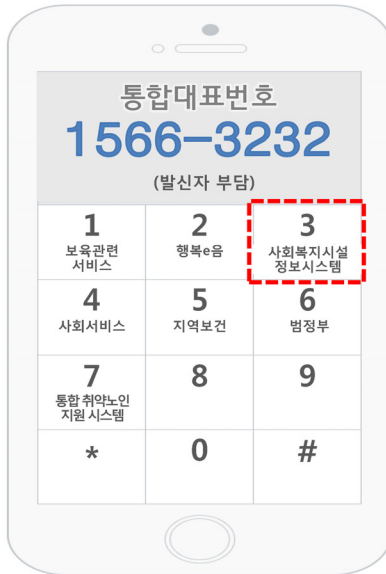 통합대표번호
1566-3232
(발신자 부담)
1
보육관련
서비스
2
행복e음
3
사회복지시설
정보시스템
4
사회서비스
5
지역보건
6
범정부
7
통합 취약노인
지원 시스템
8
9
*
0
#